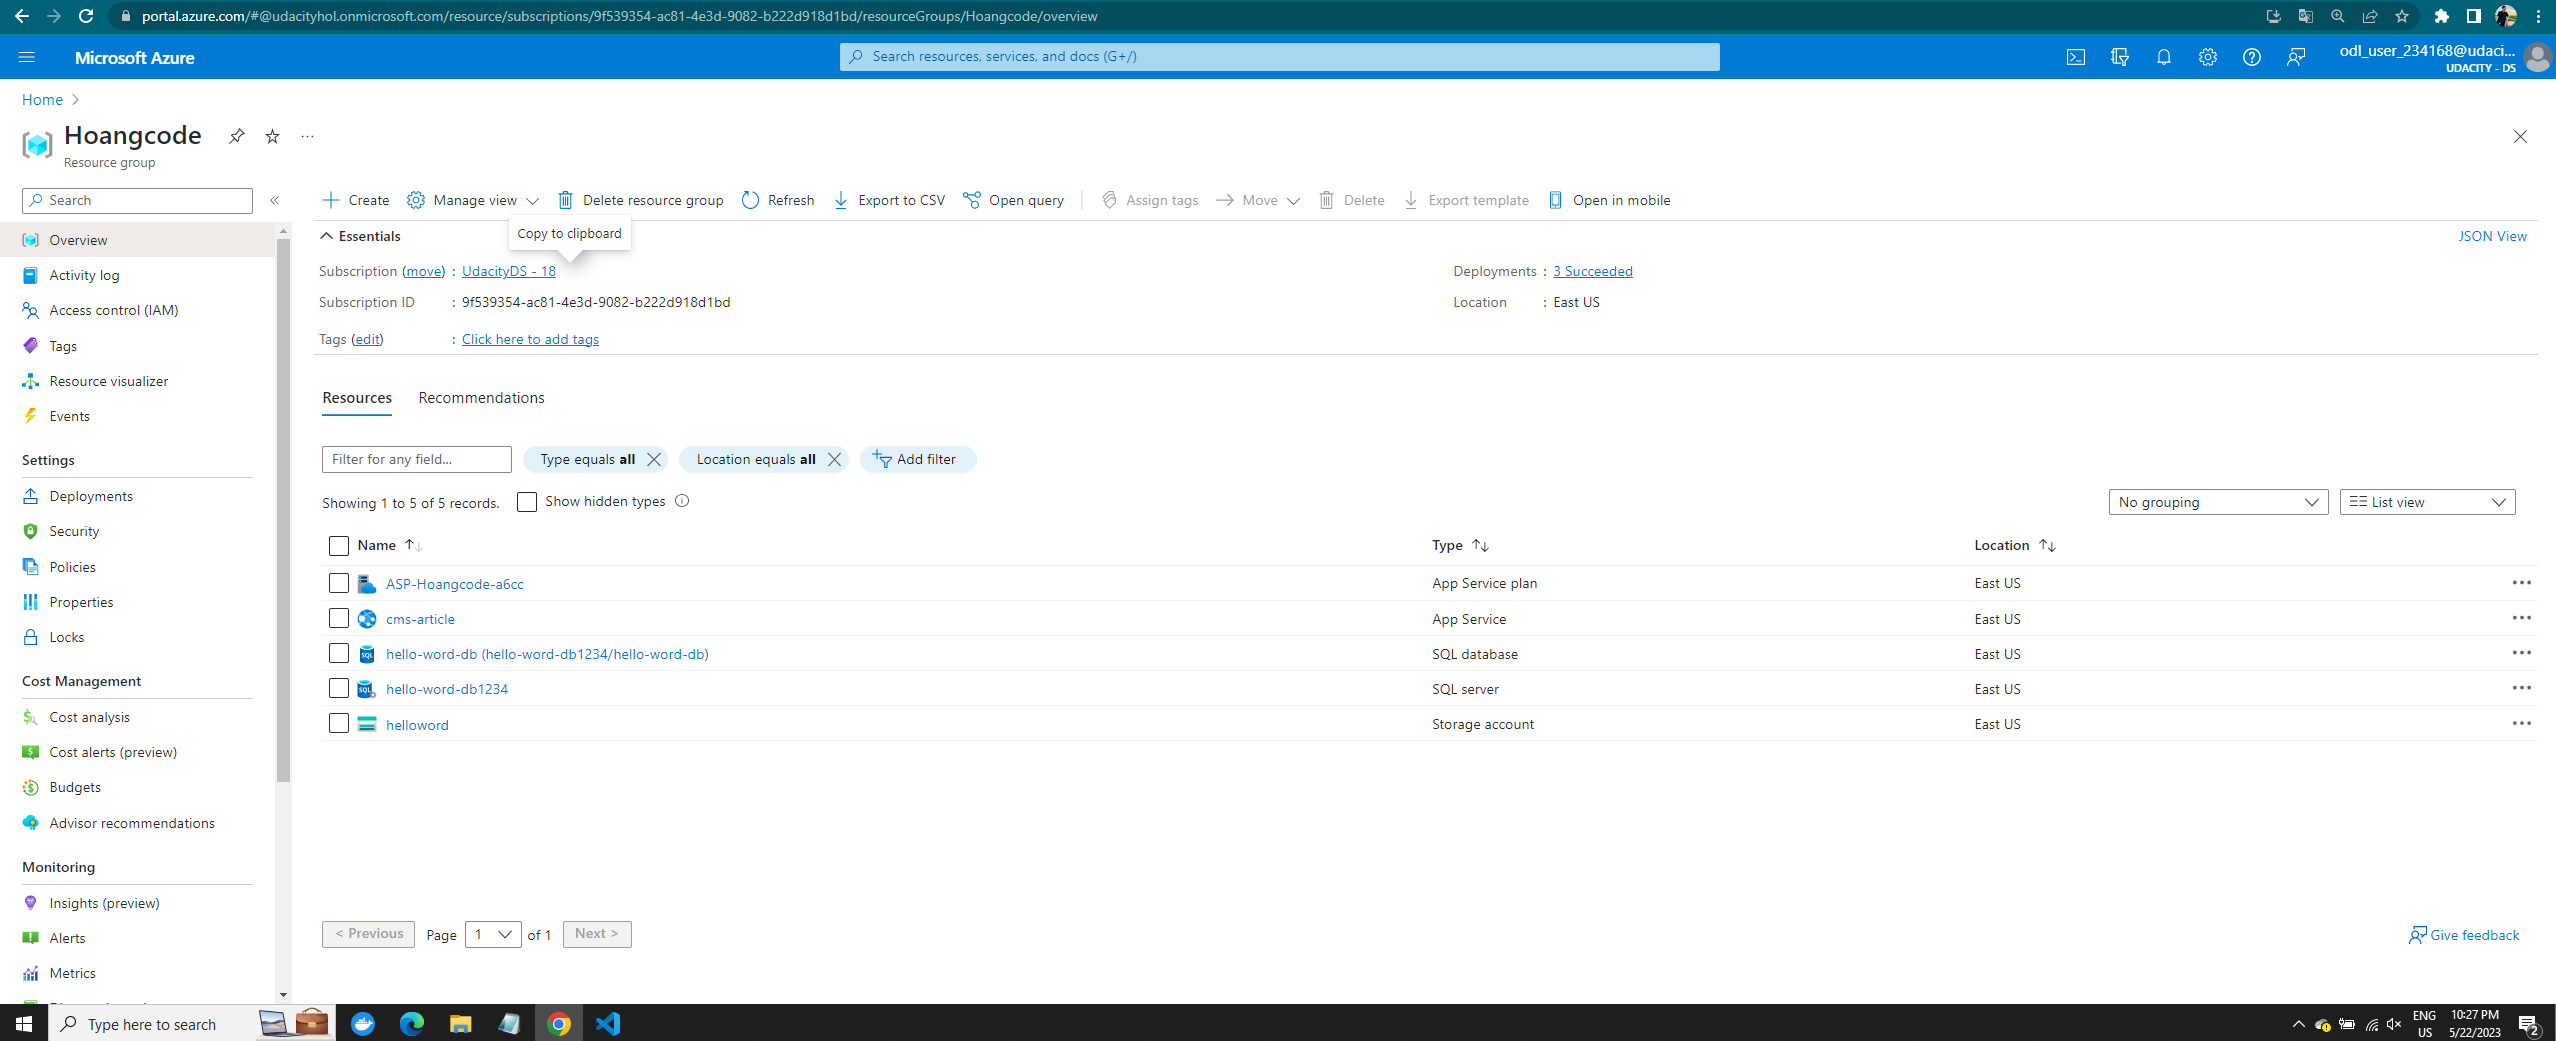 portal.azure.com/#@udacityhol.onmicrosoft.com/resource/subscriptions/9f539354-ac81-4e3d-9082-b222d918d1bd/resourceGroups/Hoangcode/overview
Microsoft Azure
Search resources, services, and docs (G+/)
odl_user_234168@udaci...
UDACITY - DS
Home
Hoangcode
Resource group
Search
Create
Manage view
Delete resource group
Refresh
Export to CSV
Open query
Assign tags
Move
Delete
Export template
Open in mobile
Copy to clipboard
Overview
Activity log
Access control (IAM)
Tags
Resource visualizer
Events
Settings
Deployments
Security
Policies
Properties
Locks
Cost Management
Cost analysis
Cost alerts (preview)
Budgets
Advisor recommendations
Monitoring
Insights (preview)
Alerts
Metrics
Essentials
JSON View
Subscription (move) : UdacityDS - 18
Deployments : 3 Succeeded
Subscription ID : 9f539354-ac81-4e3d-9082-b222d918d1bd
Location : East US
Tags (edit) : Click here to add tags
Resources Recommendations
Filter for any field...
Type equals all
Location equals all
Add filter
Showing 1 to 5 of 5 records.
Show hidden types
No grouping
List view
Name Type Location
ASP-Hoangcode-a6cc App Service plan East US
cms-article App Service East US
hello-word-db (hello-word-db1234/hello-word-db) SQL database East US
hello-word-db1234 SQL server East US
helloword Storage account East US
< Previous Page 1 of 1 Next >
Give feedback
Type here to search
ENG
US
10:27 PM
5/22/2023
2